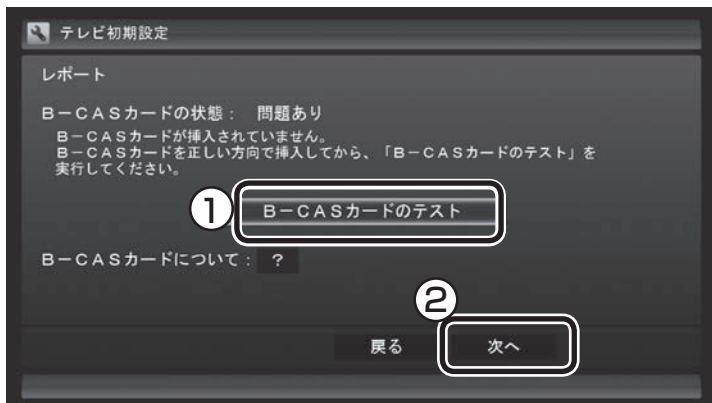 テレビ初期設定
レポート
B－CASカードの状態： 問題あり
B－CASカードが挿入されていません。
B－CASカードを正しい方向で挿入してから、「B－CASカードのテスト」を
実行してください。
① B－CASカードのテスト
B－CASカードについて： ？
②
戻る 次へ